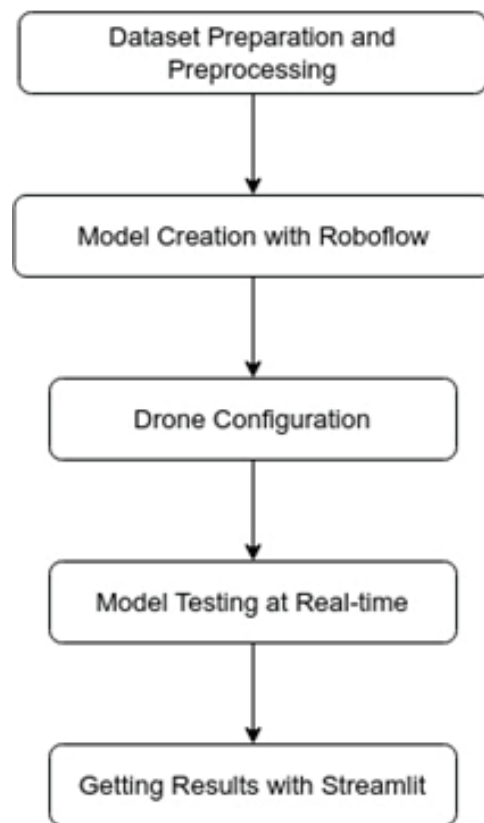 Dataset Preparation and
Preprocessing
Model Creation with Roboflow
Drone Configuration
Model Testing at Real-time
Getting Results with Streamlit